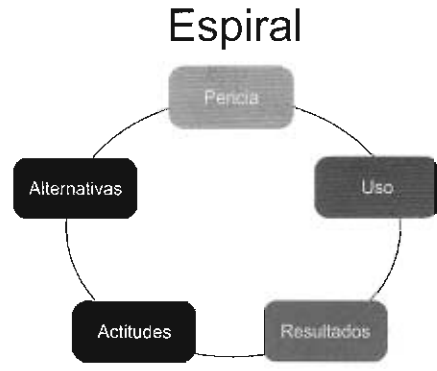 Espiral
Pericia
Uso
Resultados
Actitudes
Alternativas